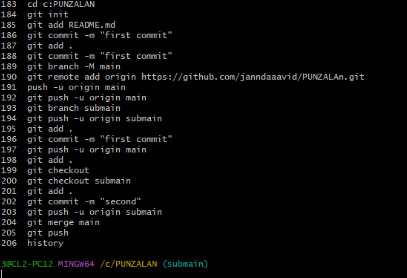 183 cd c:PUNZALAN
184 git init
185 git add README.md
186 git commit -m "first commit"
187 git add .
188 git commit -m "first commit"
189 git branch -M main
190 git remote add origin https://github.com/janndaaavid/PUNZALAn.git
191 push -u origin main
192 git push -u origin main
193 git branch submain
194 git push -u origin submain
195 git add .
196 git commit -m "first commit"
197 git push -u origin main
198 git add .
199 git checkout
200 git checkout submain
201 git add .
202 git commit -m "second"
203 git push -u origin submain
204 git merge main
205 git push
206 history
30@CL2-PC12 MINGW64 /c/PUNZALAN (submain)